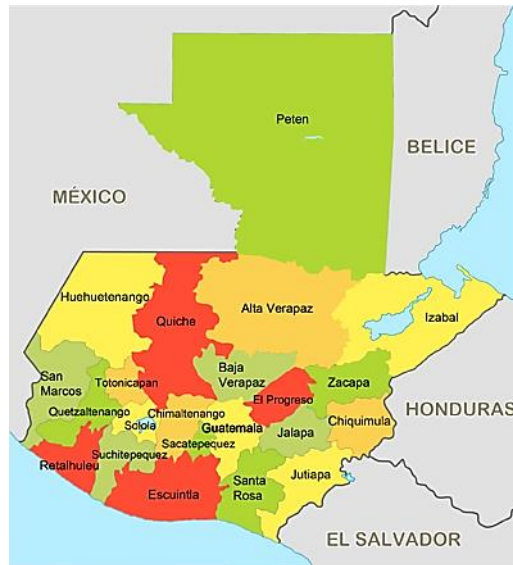 Peten
BELICE
MÉXICO
Huehuetenango
Alta Verapaz
Izabal
Quiche
Baja
Verapaz
San
Marcos
Totonicapan
Zacapa
El Progreso
HONDURAS
Quetzaltenango
Chimaltenango
Solola
Guatemala
Chiquimula
Sacatepequez
Jalapa
Suchitepequez
Retalhuleu
Jutiapa
Santa
Rosa
Escuintla
EL SALVADOR